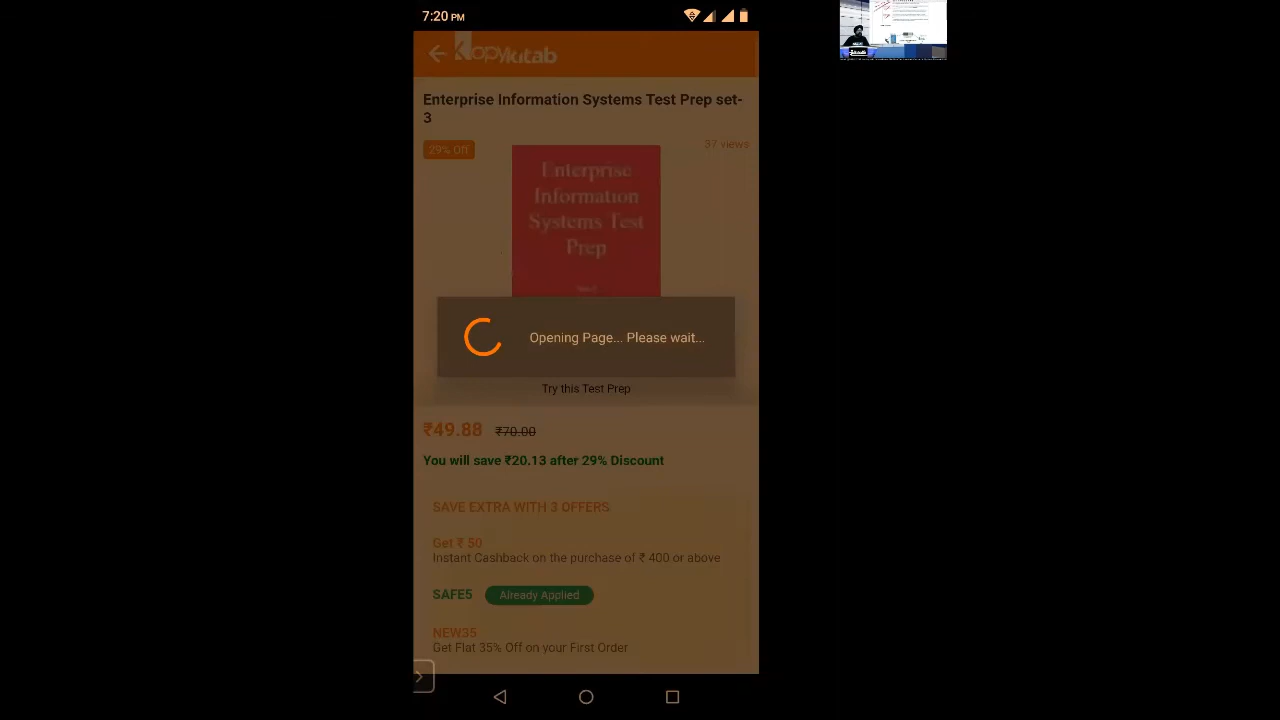 7:20 PM
Kopykitab
Enterprise Information Systems Test Prep set-
3
29% Off
37 views
Enterprise
Information
Systems Test
Prep
Opening Page... Please wait...
Try this Test Prep
₹49.88 ₹70.00
You will save ₹20.13 after 29% Discount
SAVE EXTRA WITH 3 OFFERS
Get ₹ 50
Instant Cashback on the purchase of ₹ 400 or above
SAFE5 Already Applied
NEW35
Get Flat 35% Off on your First Order